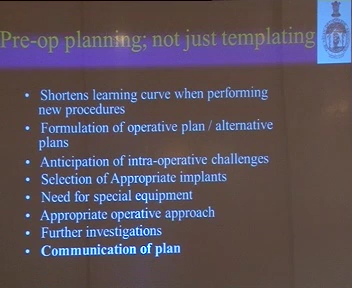 Pre-op planning; not just templating
• Shortens learning curve when performing
new procedures
• Formulation of operative plan / alternative
plans
• Anticipation of intra-operative challenges
• Selection of Appropriate implants
• Need for special equipment
• Appropriate operative approach
• Further investigations
• Communication of plan